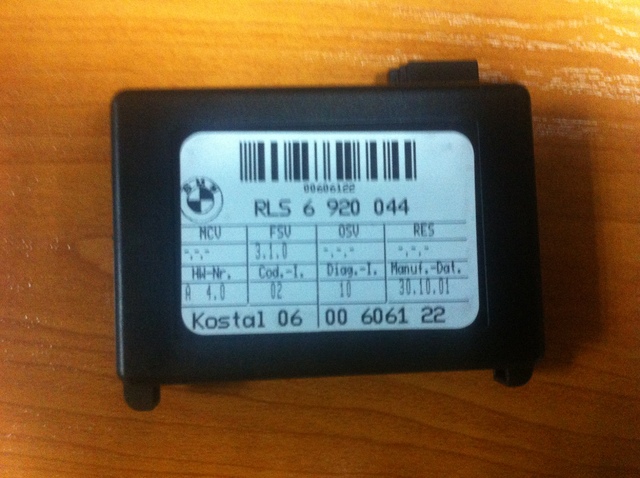 00606122
BMW
RLS 6 920 044
MCV FSV OSV RES
-.-.- 3.1.0 -.-.- -.-.-
HW-Nr. Cod.-I. Diag.-I. Manuf.-Dat.
A 4.0 02 10 30.10.01
Kostal 06 00 6061 22